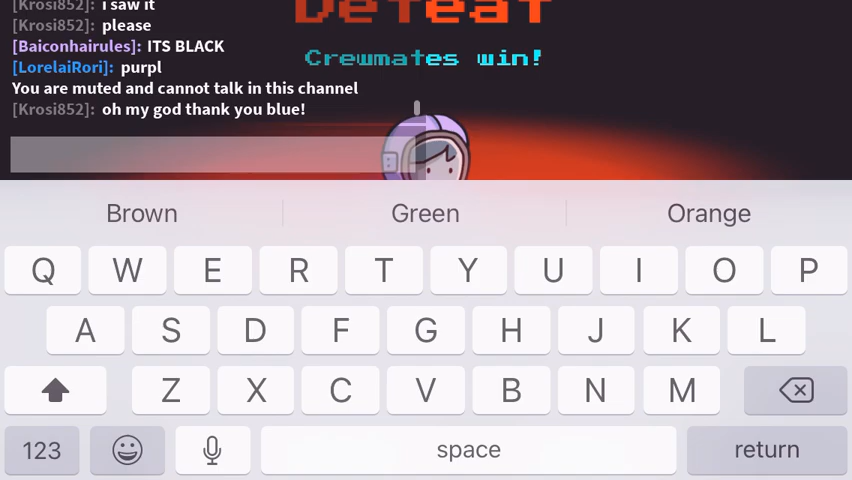 [Krosi852]: i saw it
[Krosi852]: please
[Baiconhairules]: ITS BLACK
[LorelaiRori]: purpl
You are muted and cannot talk in this channel
[Krosi852]: oh my god thank you blue!
Defeat
Crewmates win!
Brown Green Orange
Q W E R T Y U I O P
A S D F G H J K L
Z X C V B N M
123 space return